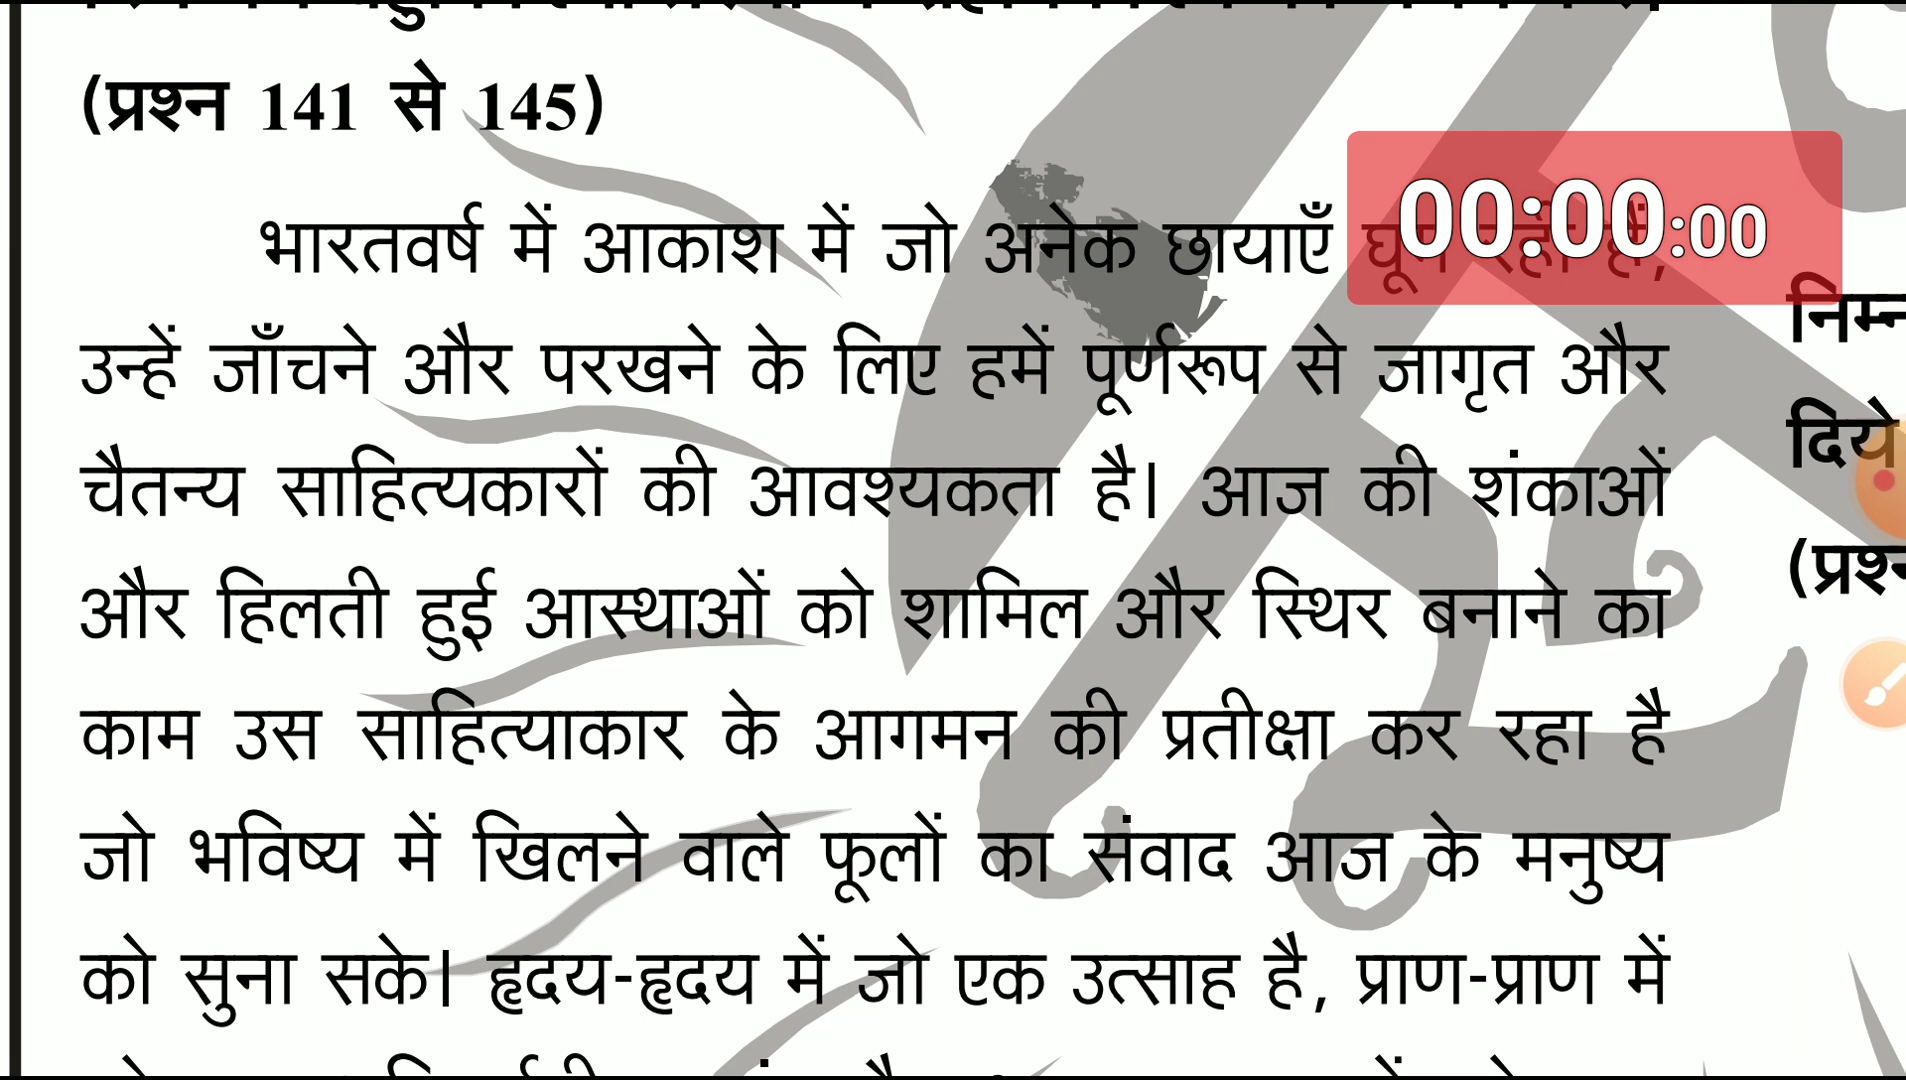 (प्रश्न 141 से 145)
भारतवर्ष में आकाश में जो अनेक छायाएँ घूम रही हैं,
00:00:00
उन्हें जाँचने और परखने के लिए हमें पूर्णरूप से जागृत और
चैतन्य साहित्यकारों की आवश्यकता है। आज की शंकाओं
और हिलती हुई आस्थाओं को शामिल और स्थिर बनाने का
काम उस साहित्याकार के आगमन की प्रतीक्षा कर रहा है
जो भविष्य में खिलने वाले फूलों का संवाद आज के मनुष्य
को सुना सके। हृदय-हृदय में जो एक उत्साह है, प्राण-प्राण में
निम्न
दिये
(प्रश्न